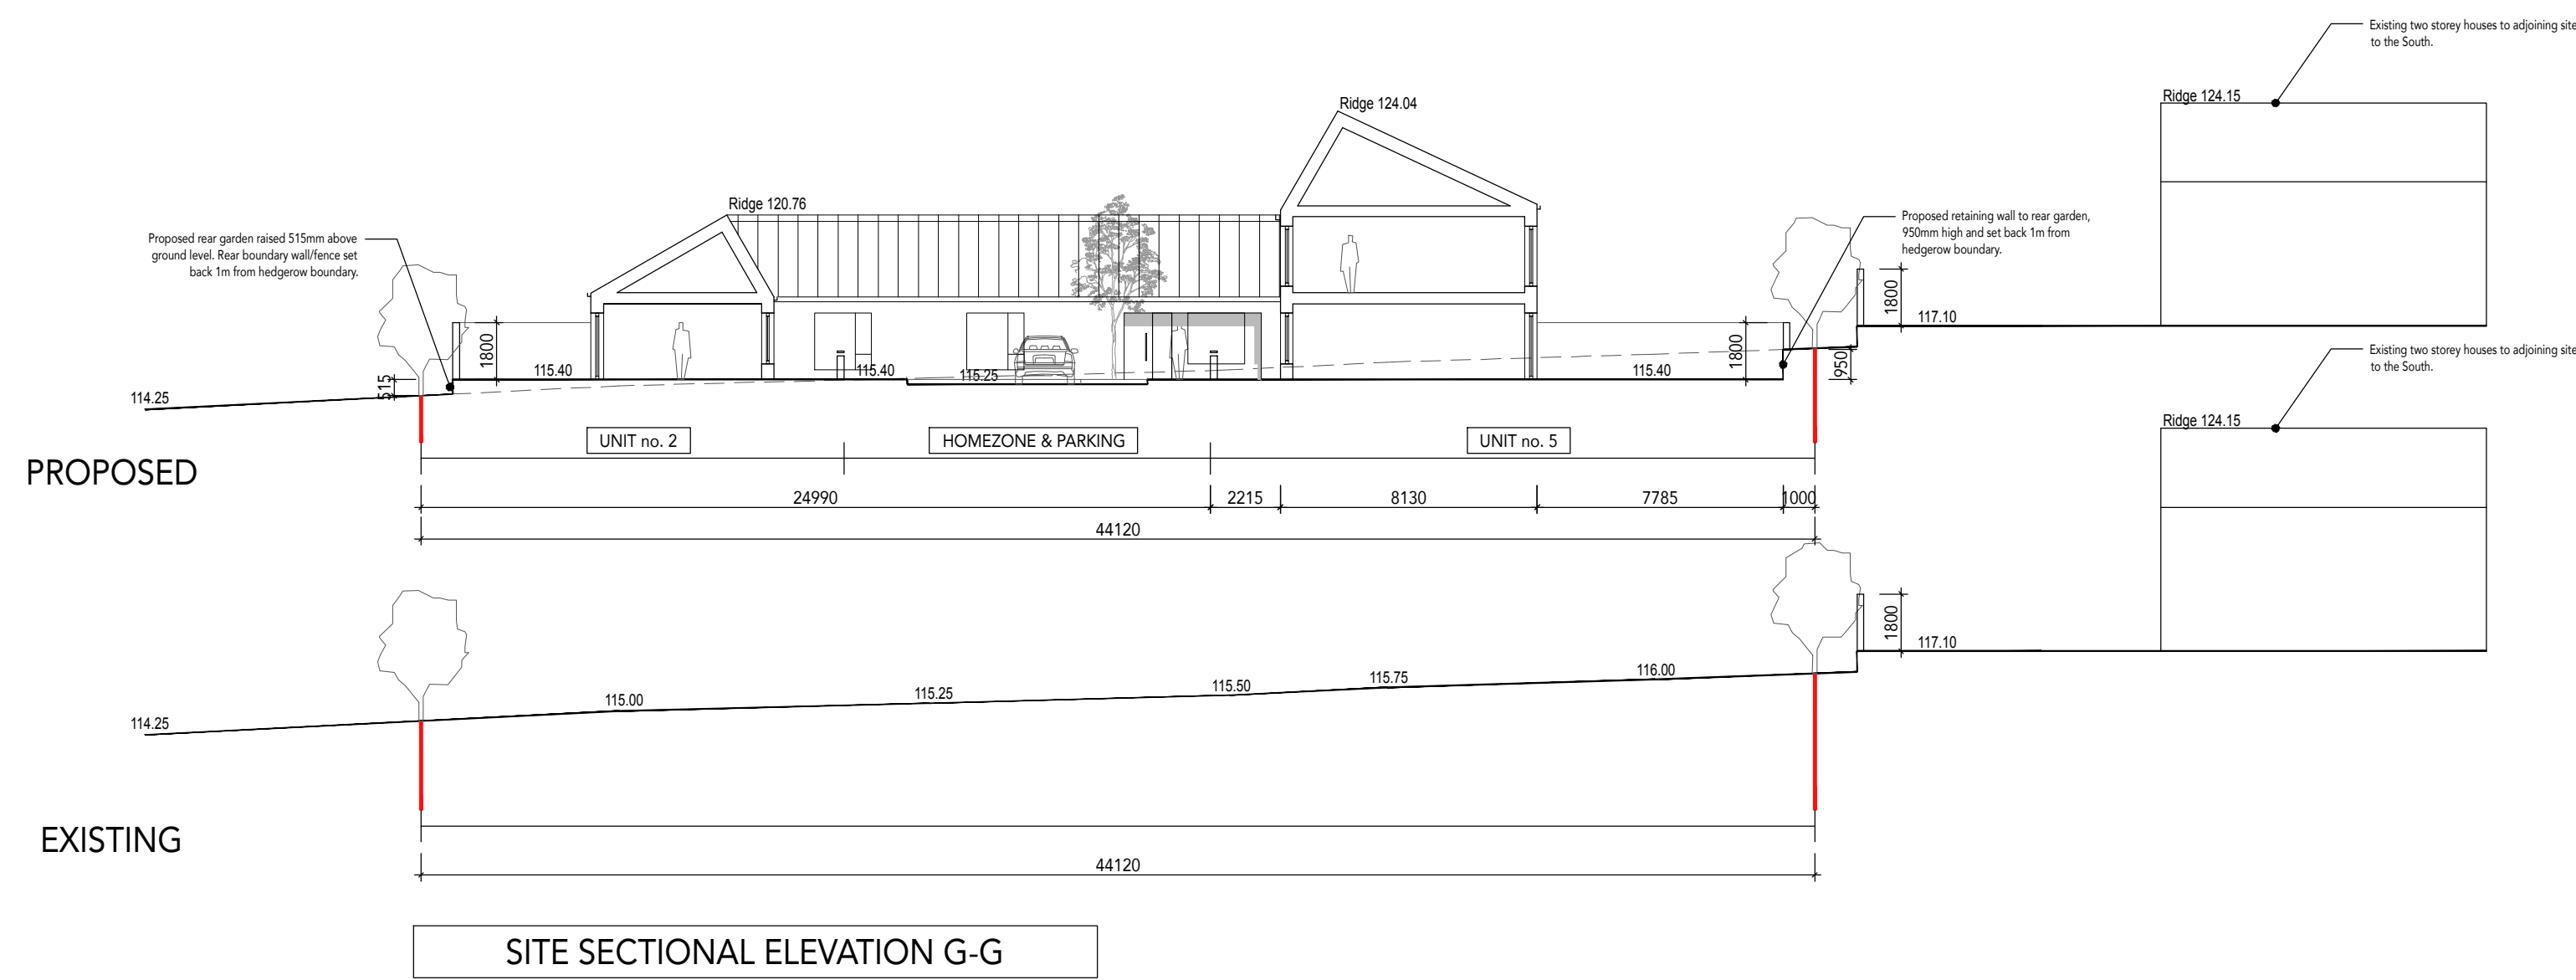 Existing two storey houses to adjoining site
to the South.
Ridge 124.15
Ridge 124.04
Ridge 120.76
Proposed rear garden raised 515mm above
ground level. Rear boundary wall/fence set
back 1m from hedgerow boundary.
Proposed retaining wall to rear garden,
950mm high and set back 1m from
hedgerow boundary.
1800
117.10
1800
1800
950
115.40
115.40
115.25
115.40
515
114.25
UNIT no. 2
HOMEZONE & PARKING
UNIT no. 5
PROPOSED
24990
2215
8130
7785
1000
44120
Existing two storey houses to adjoining site
to the South.
Ridge 124.15
1800
117.10
116.00
115.75
115.50
115.25
115.00
114.25
EXISTING
44120
SITE SECTIONAL ELEVATION G-G